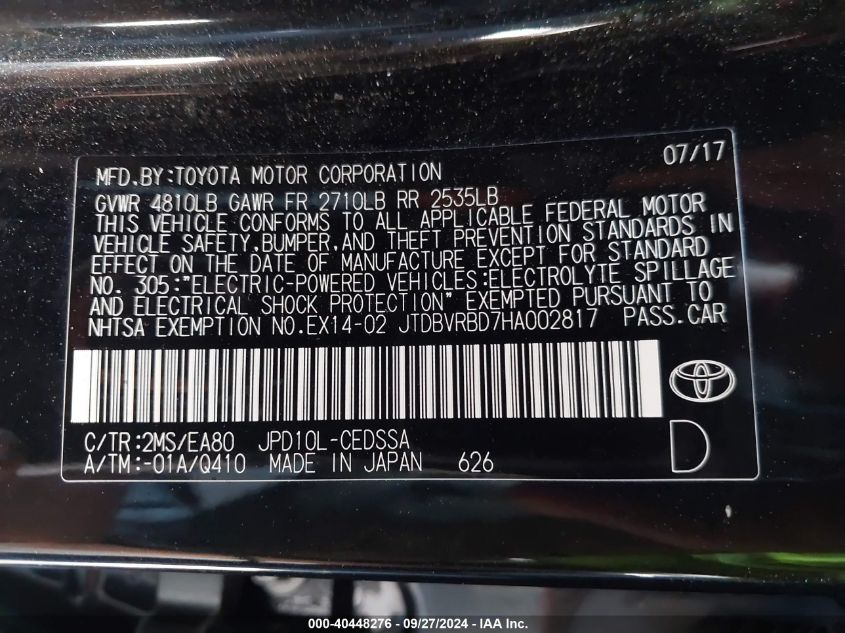 MFD.BY:TOYOTA MOTOR CORPORATION 07/17
GVWR 4810LB GAWR FR 2710LB RR 2535LB
THIS VEHICLE CONFORMS TO ALL APPLICABLE FEDERAL MOTOR
VEHICLE SAFETY,BUMPER,AND THEFT PREVENTION STANDARDS IN
EFFECT ON THE DATE OF MANUFACTURE EXCEPT FOR STANDARD
NO. 305:"ELECTRIC-POWERED VEHICLES:ELECTROLYTE SPILLAGE
AND ELECTRICAL SHOCK PROTECTION" EXEMPTED PURSUANT TO
NHTSA EXEMPTION NO.EX14-02 JTDBVRBD7HA002817 PASS.CAR
C/TR:2MS/EA80 JPD10L-CEDSSA
A/TM:-01A/Q410 MADE IN JAPAN 626
D
000-40448276 - 09/27/2024 - IAA Inc.